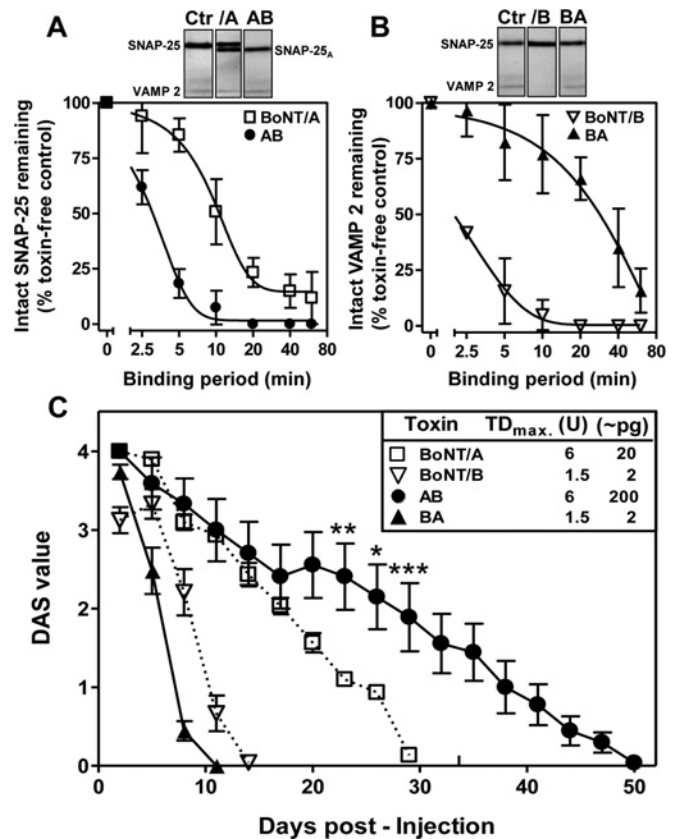 A
Ctr /A AB
SNAP-25
SNAP-25A
VAMP 2
Intact SNAP-25 remaining
(% toxin-free control)
100
75
50
25
0
BoNT/A
AB
0 2.5 5 10 20 40 80
Binding period (min)
B
Ctr /B BA
SNAP-25
VAMP 2
Intact VAMP 2 remaining
(% toxin-free control)
100
75
50
25
0
BoNT/B
BA
0 2.5 5 10 20 40 80
Binding period (min)
C
DAS value
4
3
2
1
0
Toxin TDmax. (U) (~pg)
BoNT/A 6 20
BoNT/B 1.5 2
AB 6 200
BA 1.5 2
** * ***
0 10 20 30 40 50
Days post - Injection